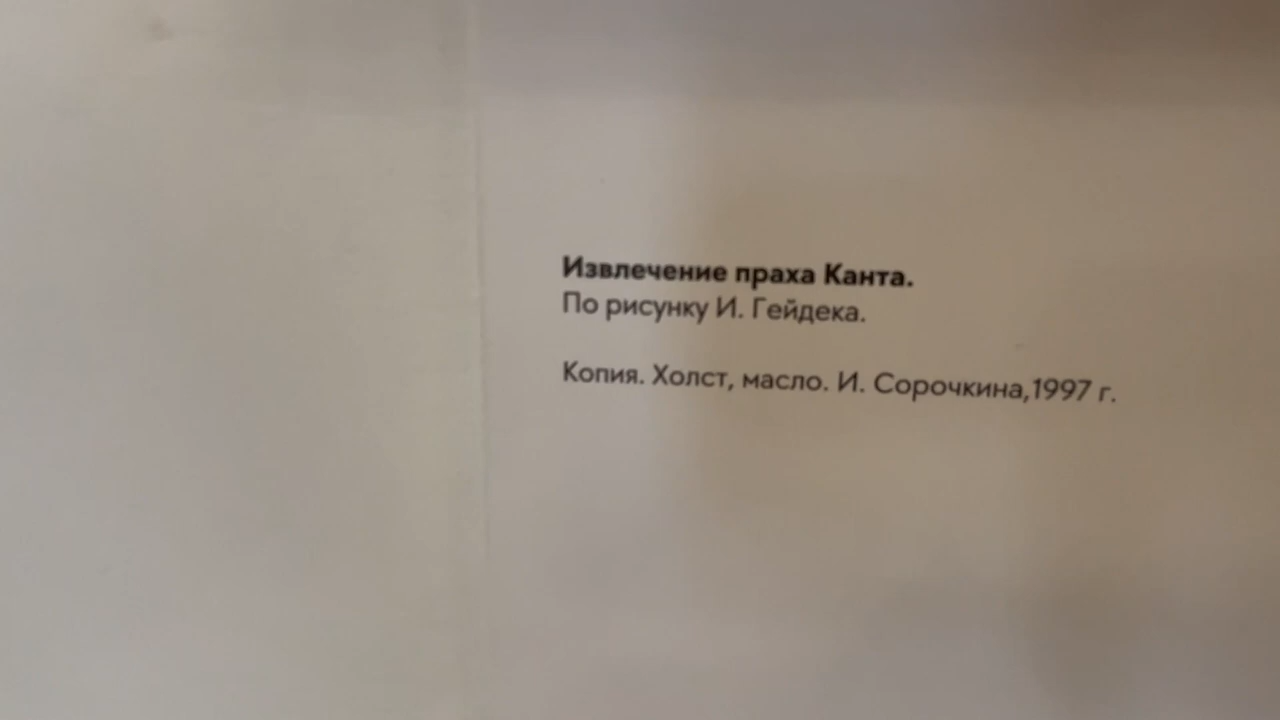 Извлечение праха Канта.
По рисунку И. Гейдека.
Копия. Холст, масло. И. Сорочкина,1997 г.